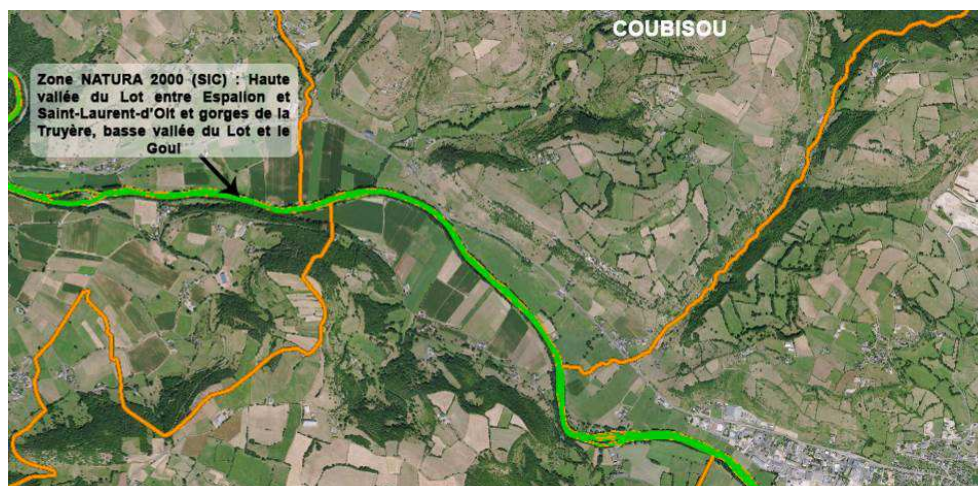 COUBISOU
Zone NATURA 2000 (SIC) : Haute
vallée du Lot entre Espalion et
Saint-Laurent-d'Olt et gorges de la
Truyère, basse vallée du Lot et le
Goul